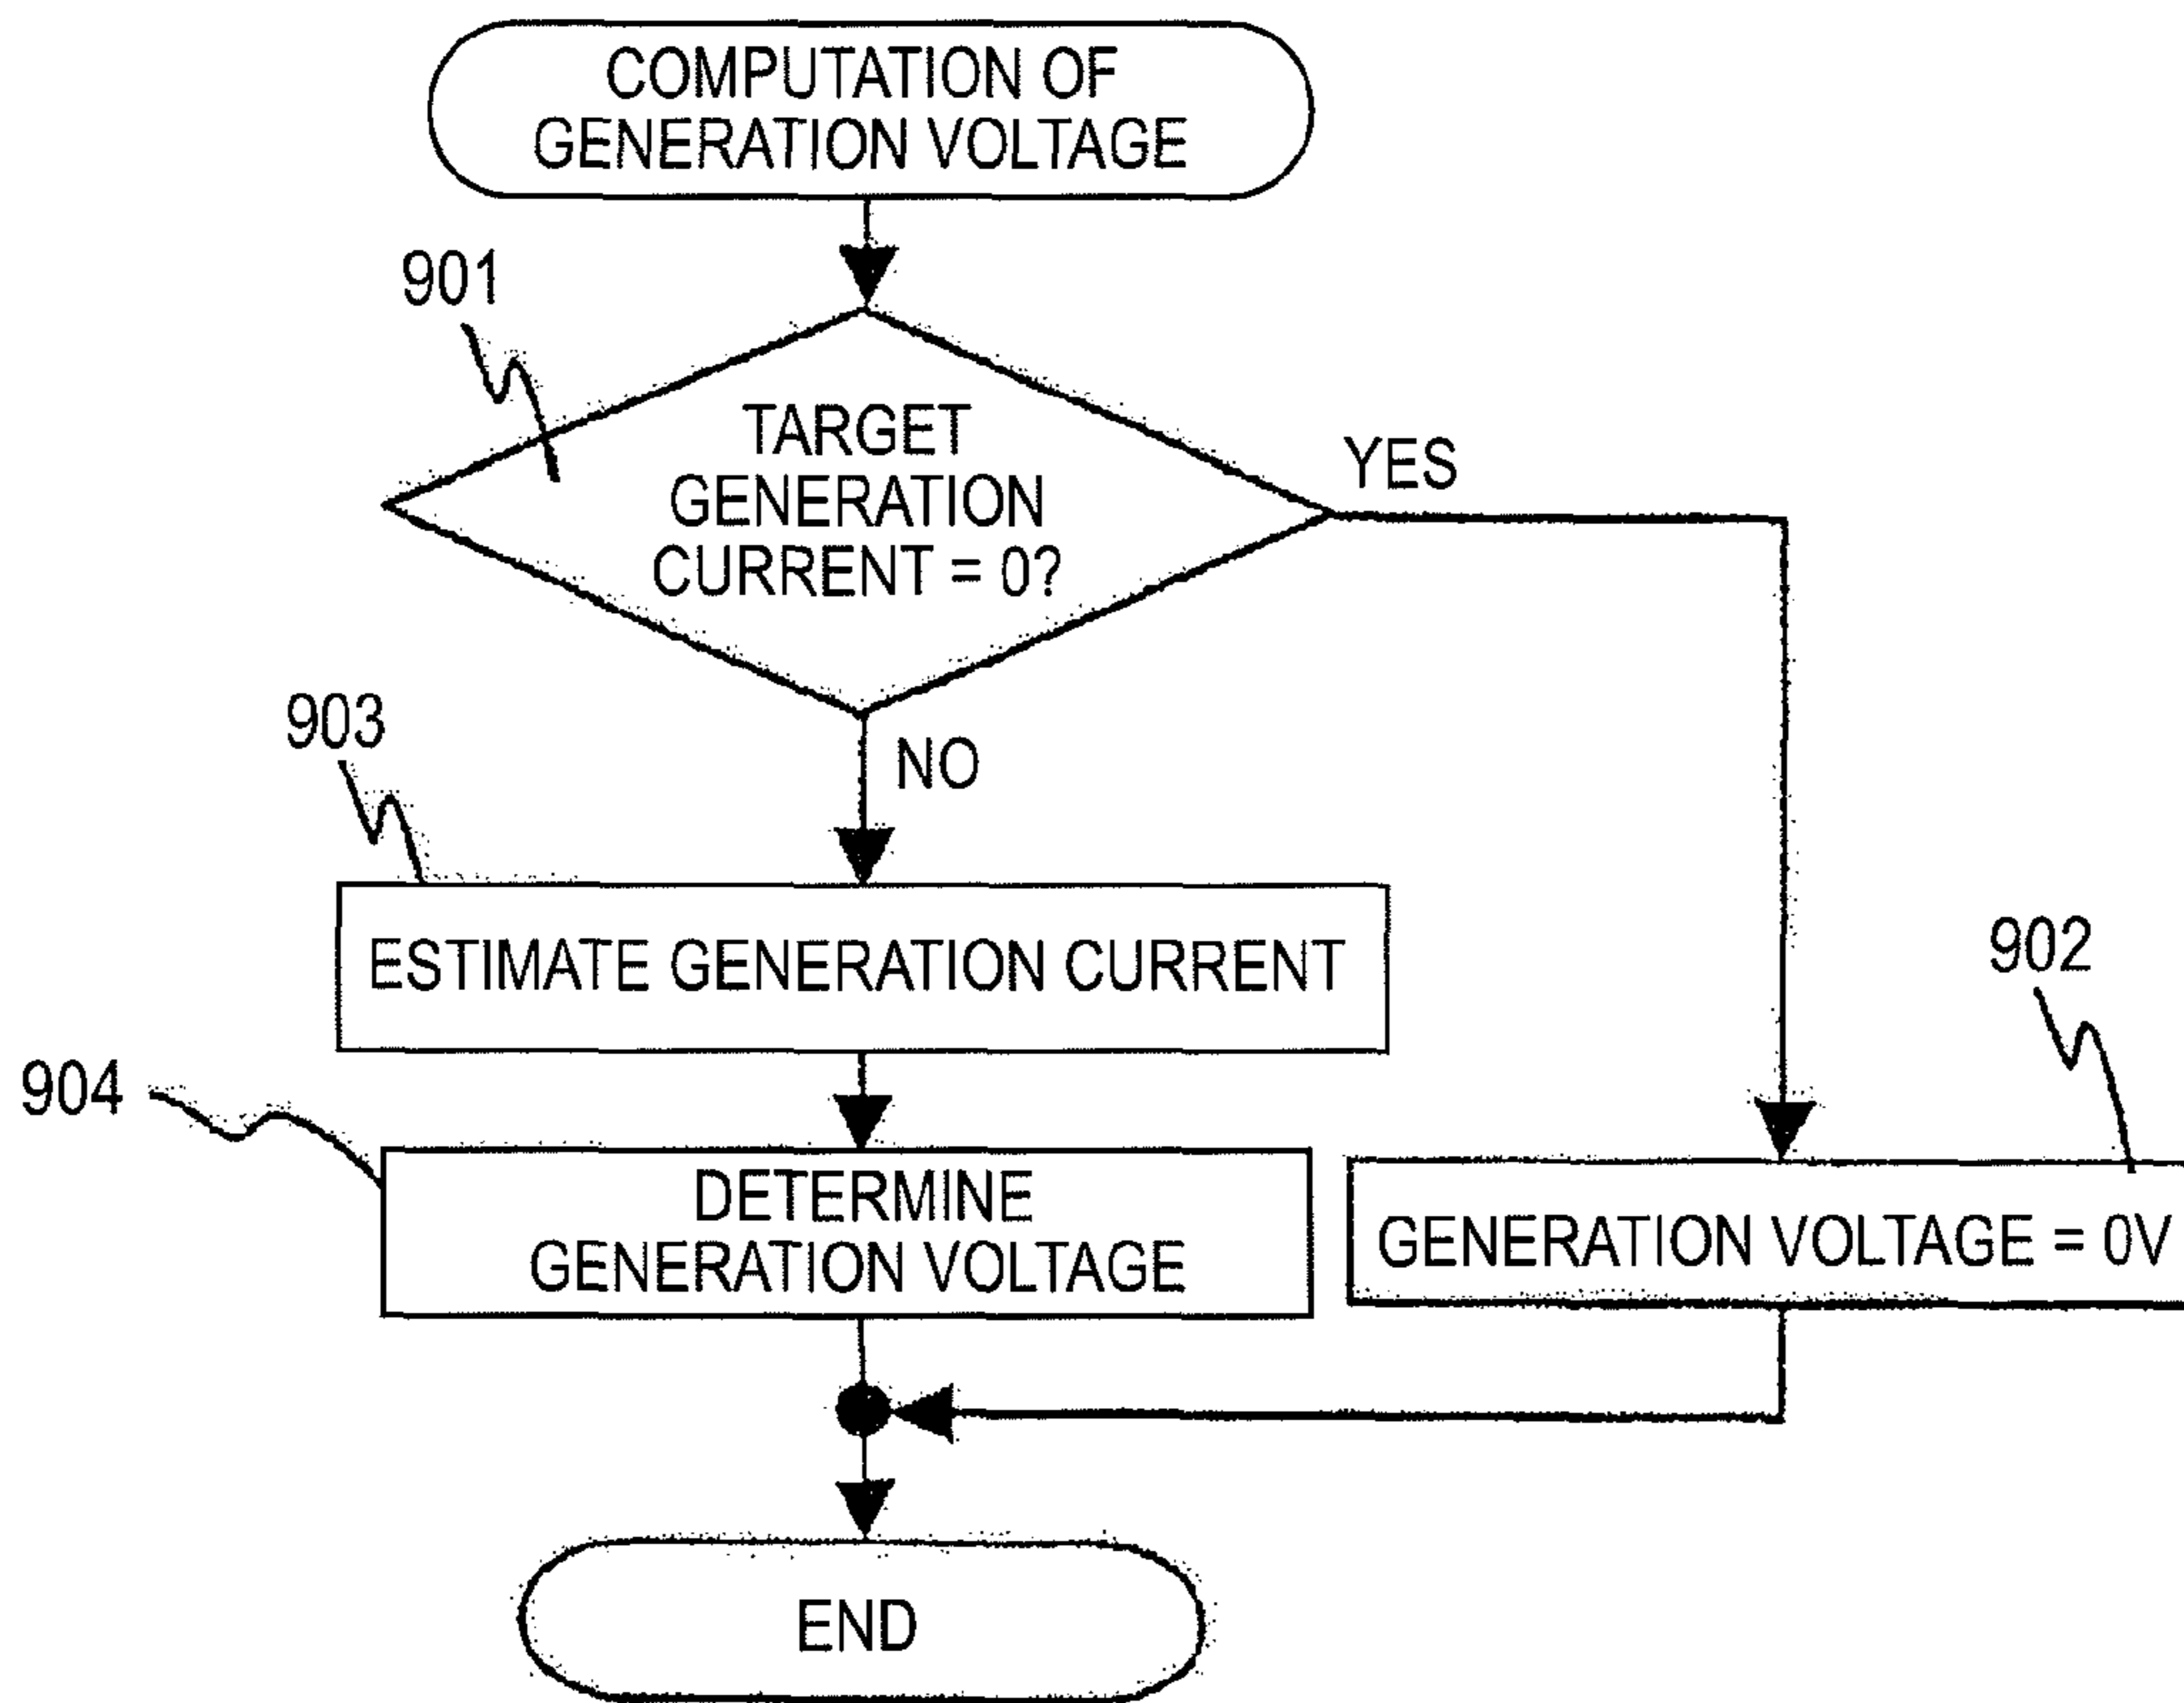 COMPUTATION OF
GENERATION VOLTAGE
901
TARGET
GENERATION
CURRENT = 0?
YES
NO
903
ESTIMATE GENERATION CURRENT
902
904
DETERMINE
GENERATION VOLTAGE
GENERATION VOLTAGE = 0V
END